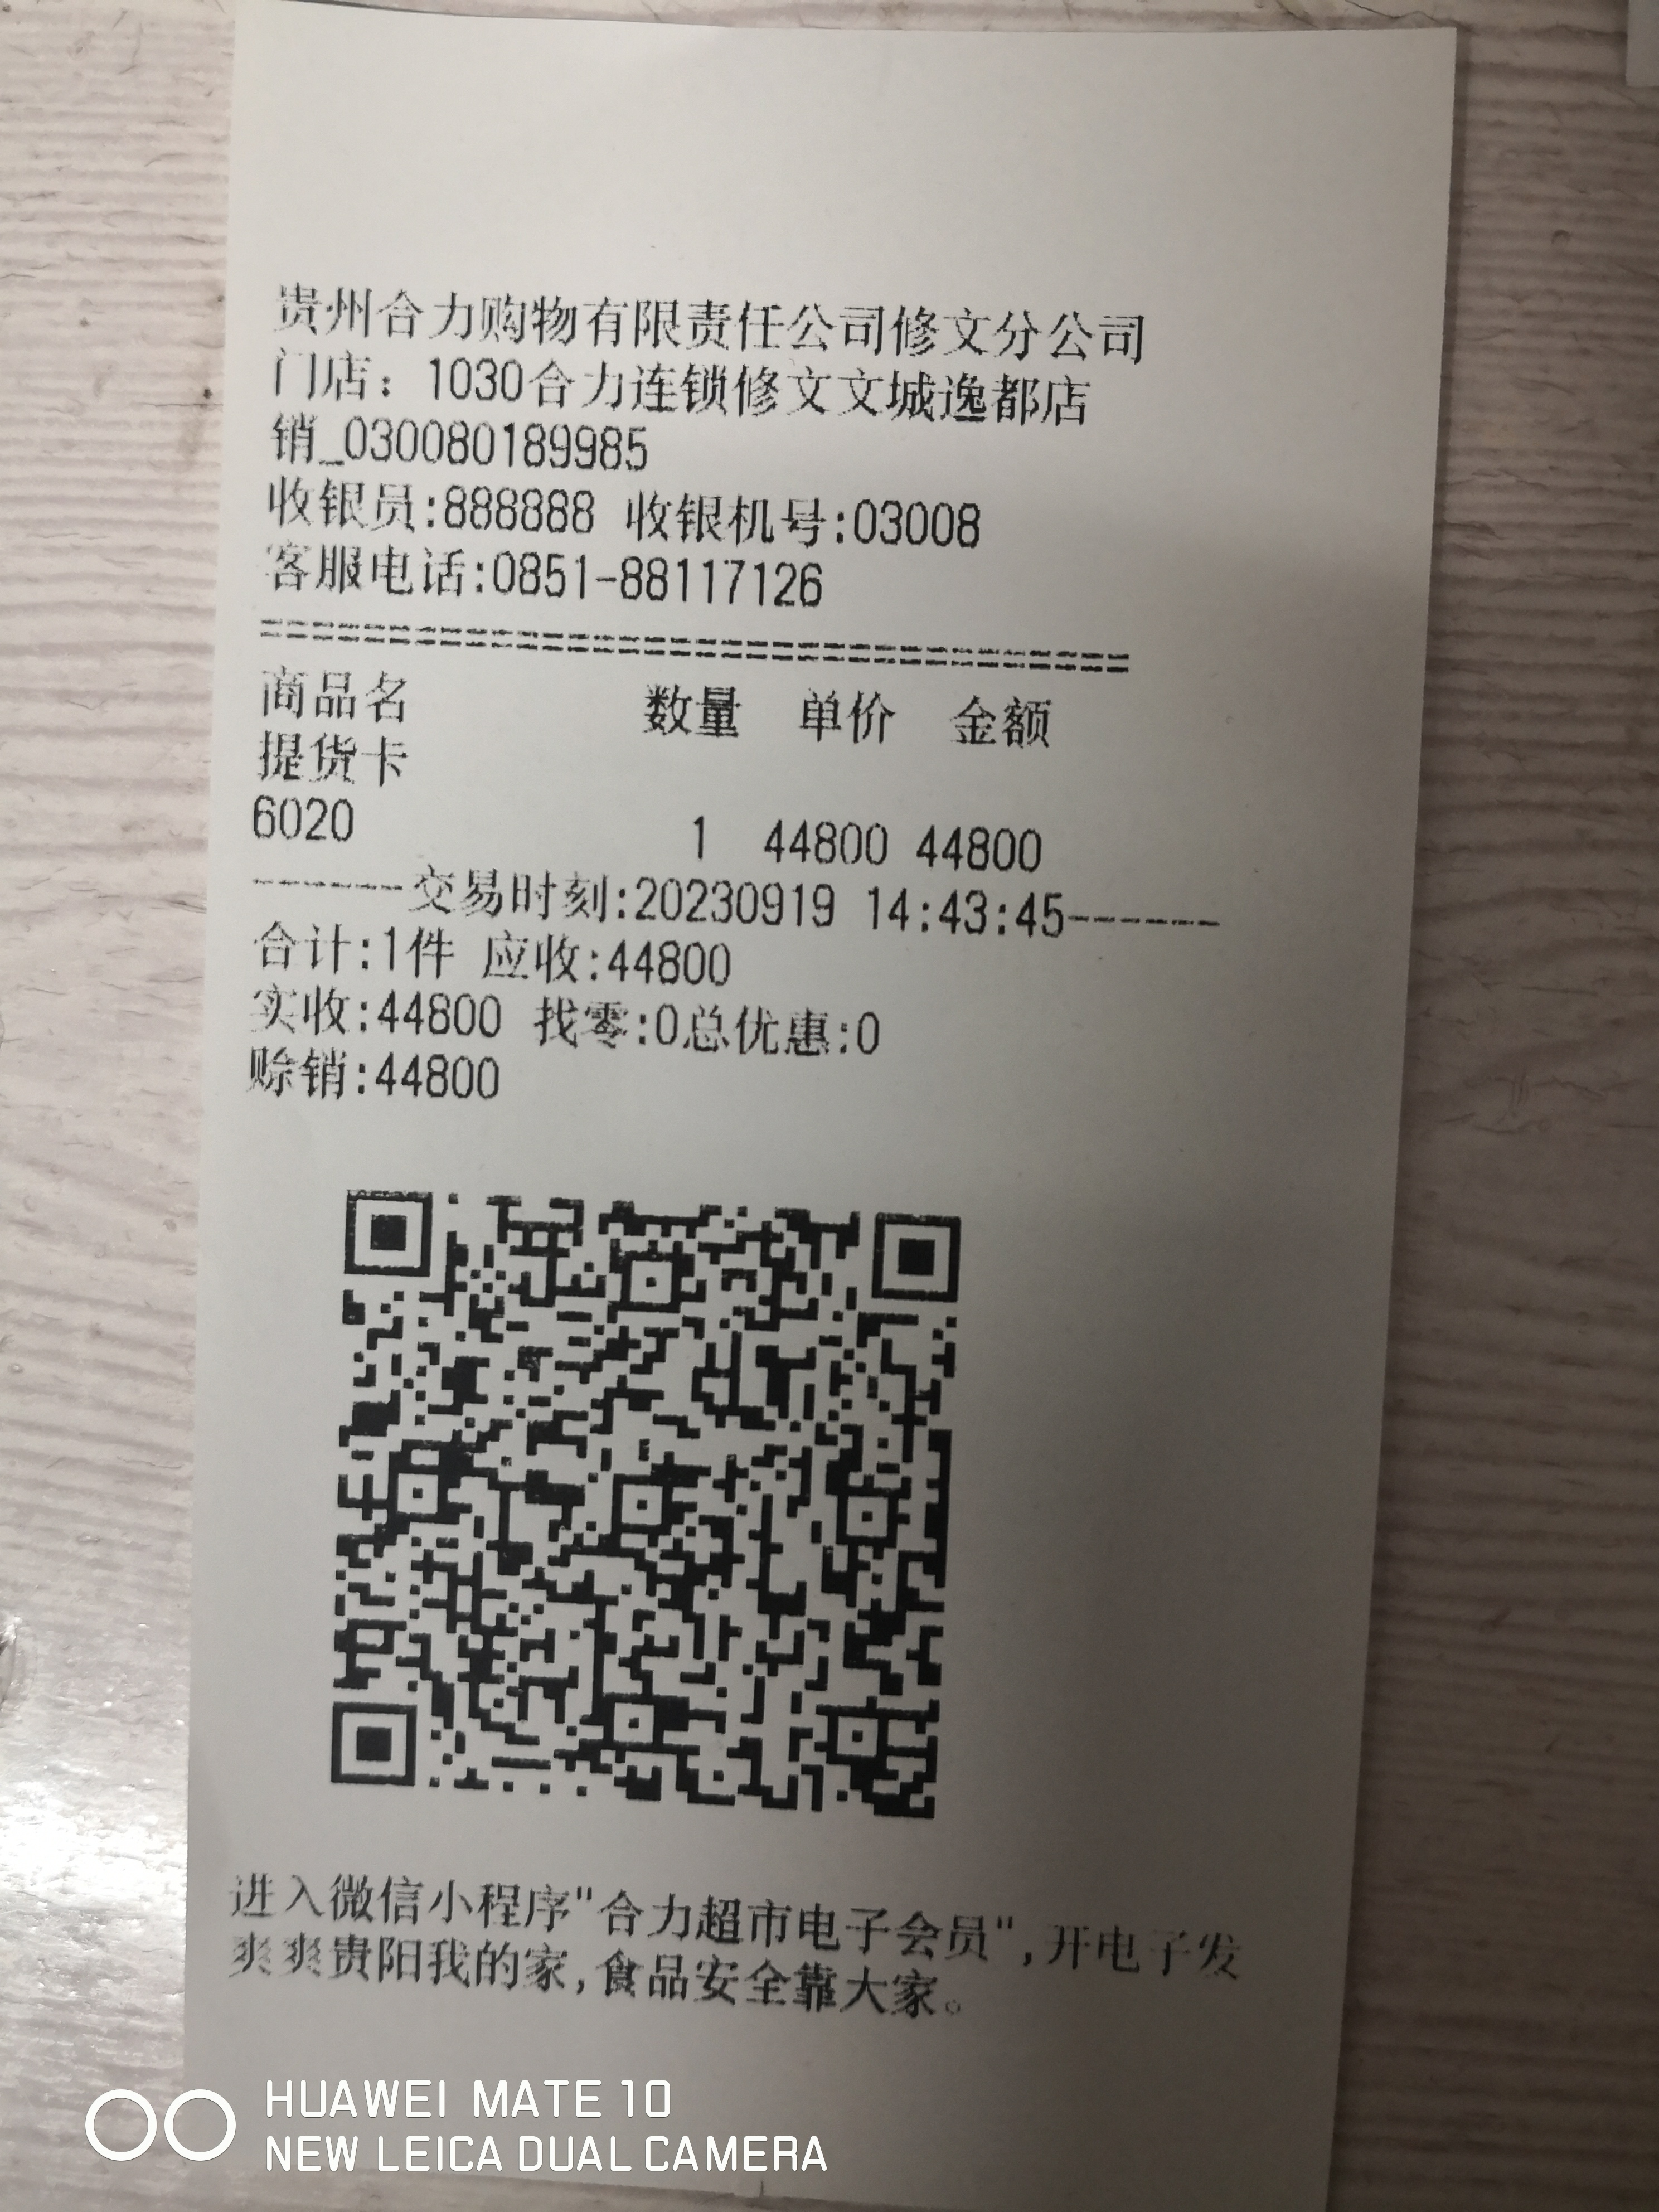 贵州合力购物有限责任公司修文分公司
门店：1030合力连锁修文文城逸都店
销_030080189985
收银员:888888 收银机号:03008
客服电话:0851-88117126
==================================
商品名 数量 单价 金额
提货卡
6020 1 44800 44800
------交易时刻:20230919 14:43:45------
合计:1件 应收:44800
实收:44800 找零:0总优惠:0
赊销:44800
进入微信小程序"合力超市电子会员",开电子发
爽爽贵阳我的家,食品安全靠大家。
HUAWEI MATE 10
NEW LEICA DUAL CAMERA